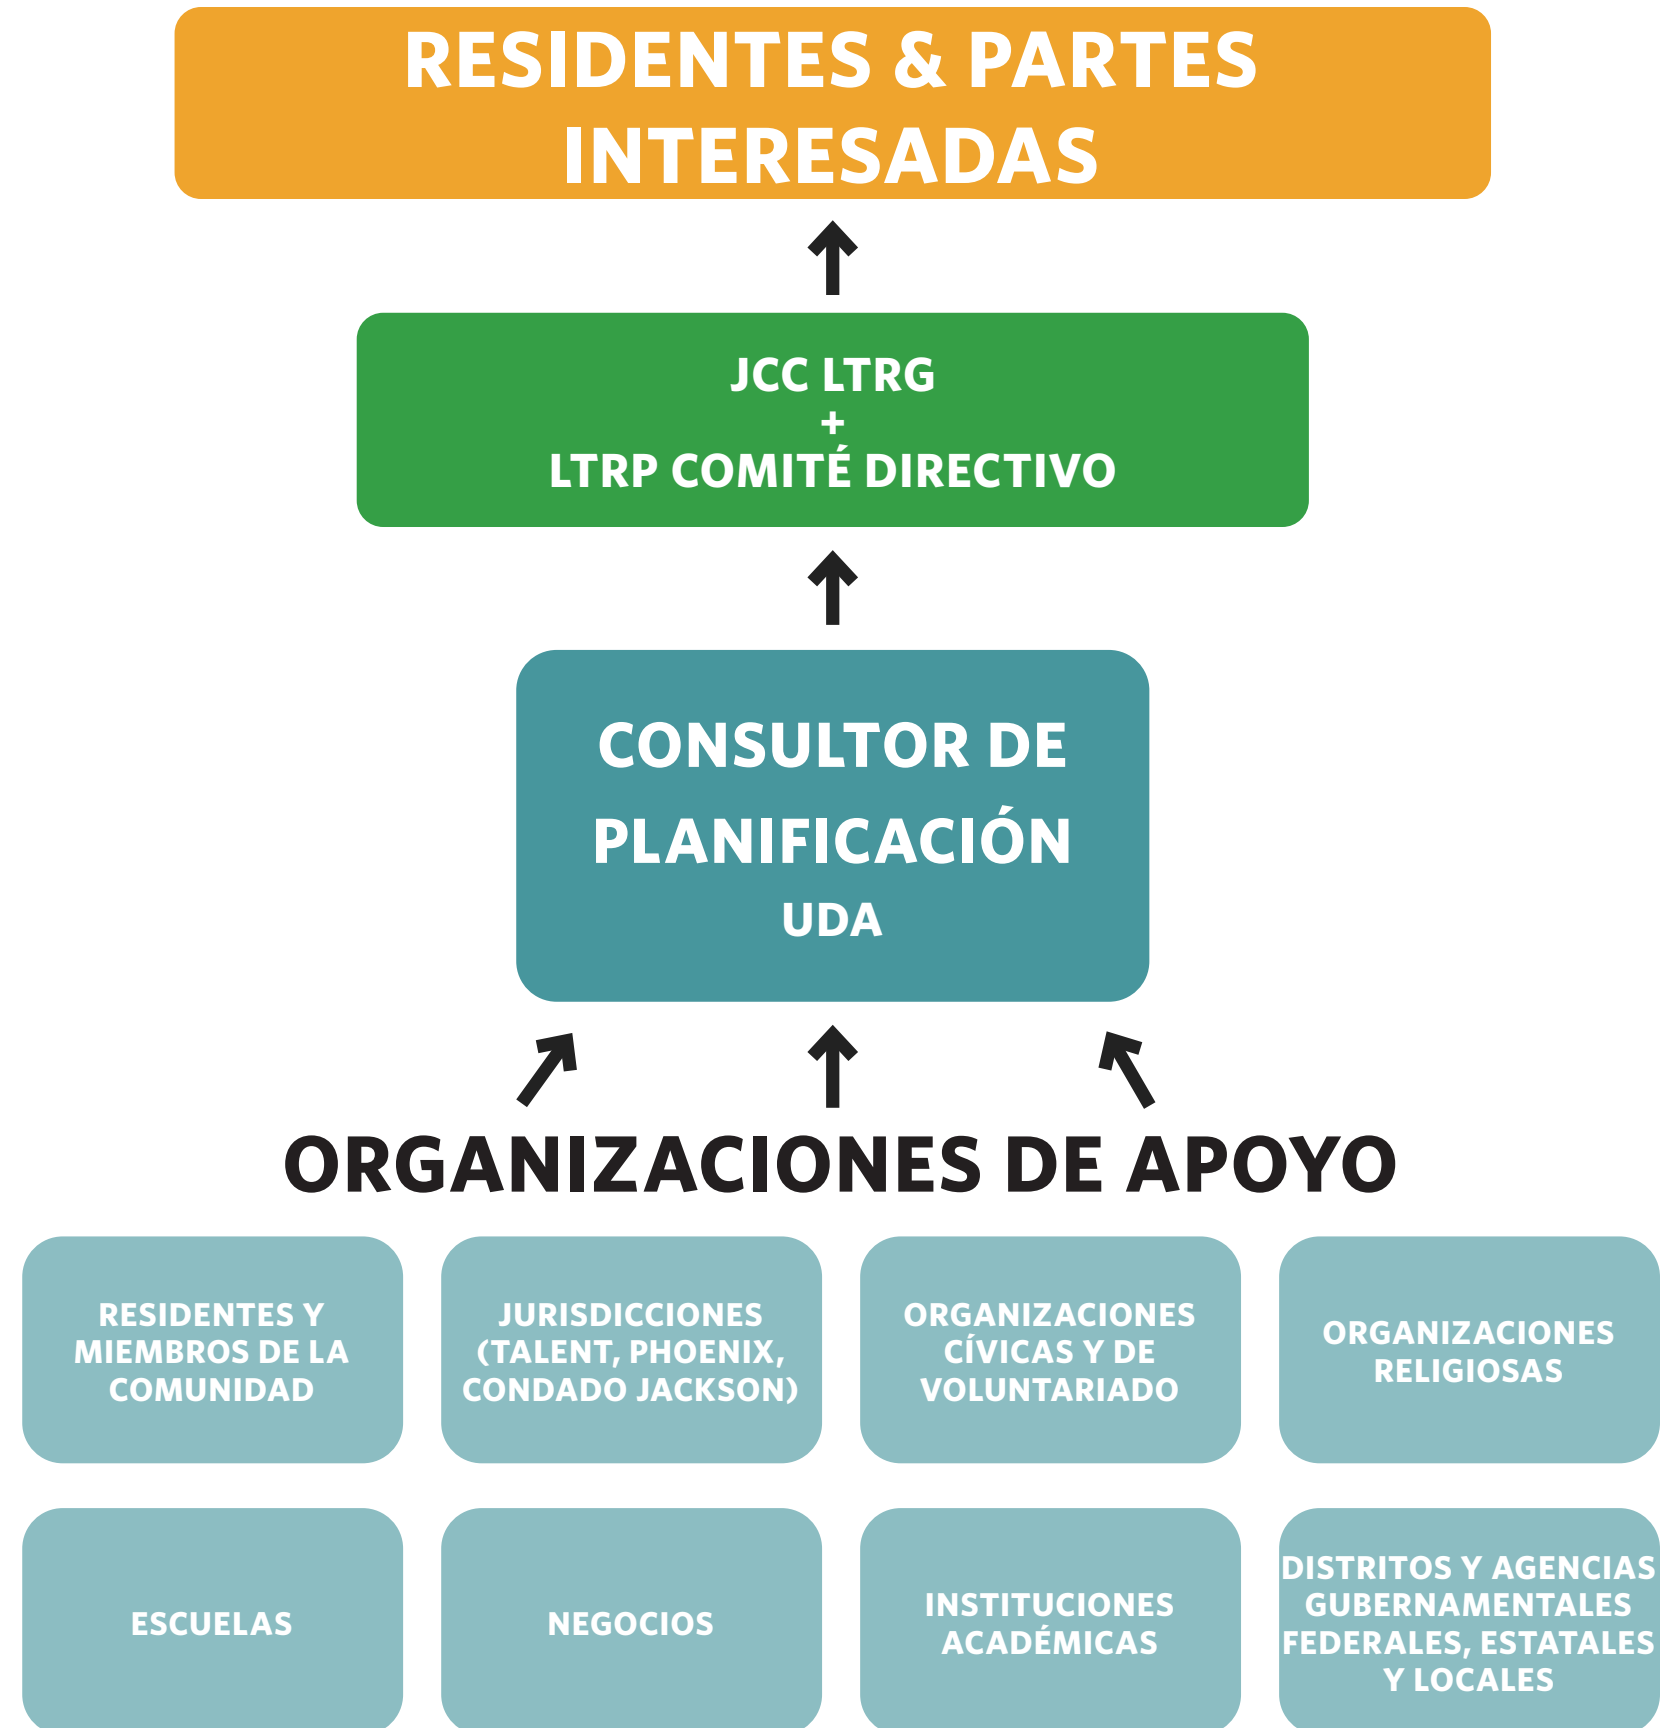 RESIDENTES & PARTES
INTERESADAS
JCC LTRG
+
LTRP COMITÉ DIRECTIVO
CONSULTOR DE
PLANIFICACIÓN
UDA
ORGANIZACIONES DE APOYO
RESIDENTES Y
MIEMBROS DE LA
COMUNIDAD
JURISDICCIONES
(TALENT, PHOENIX,
CONDADO JACKSON)
ORGANIZACIONES
CÍVICAS Y DE
VOLUNTARIADO
ORGANIZACIONES
RELIGIOSAS
ESCUELAS
NEGOCIOS
INSTITUCIONES
ACADÉMICAS
DISTRITOS Y AGENCIAS
GUBERNAMENTALES
FEDERALES, ESTATALES
Y LOCALES